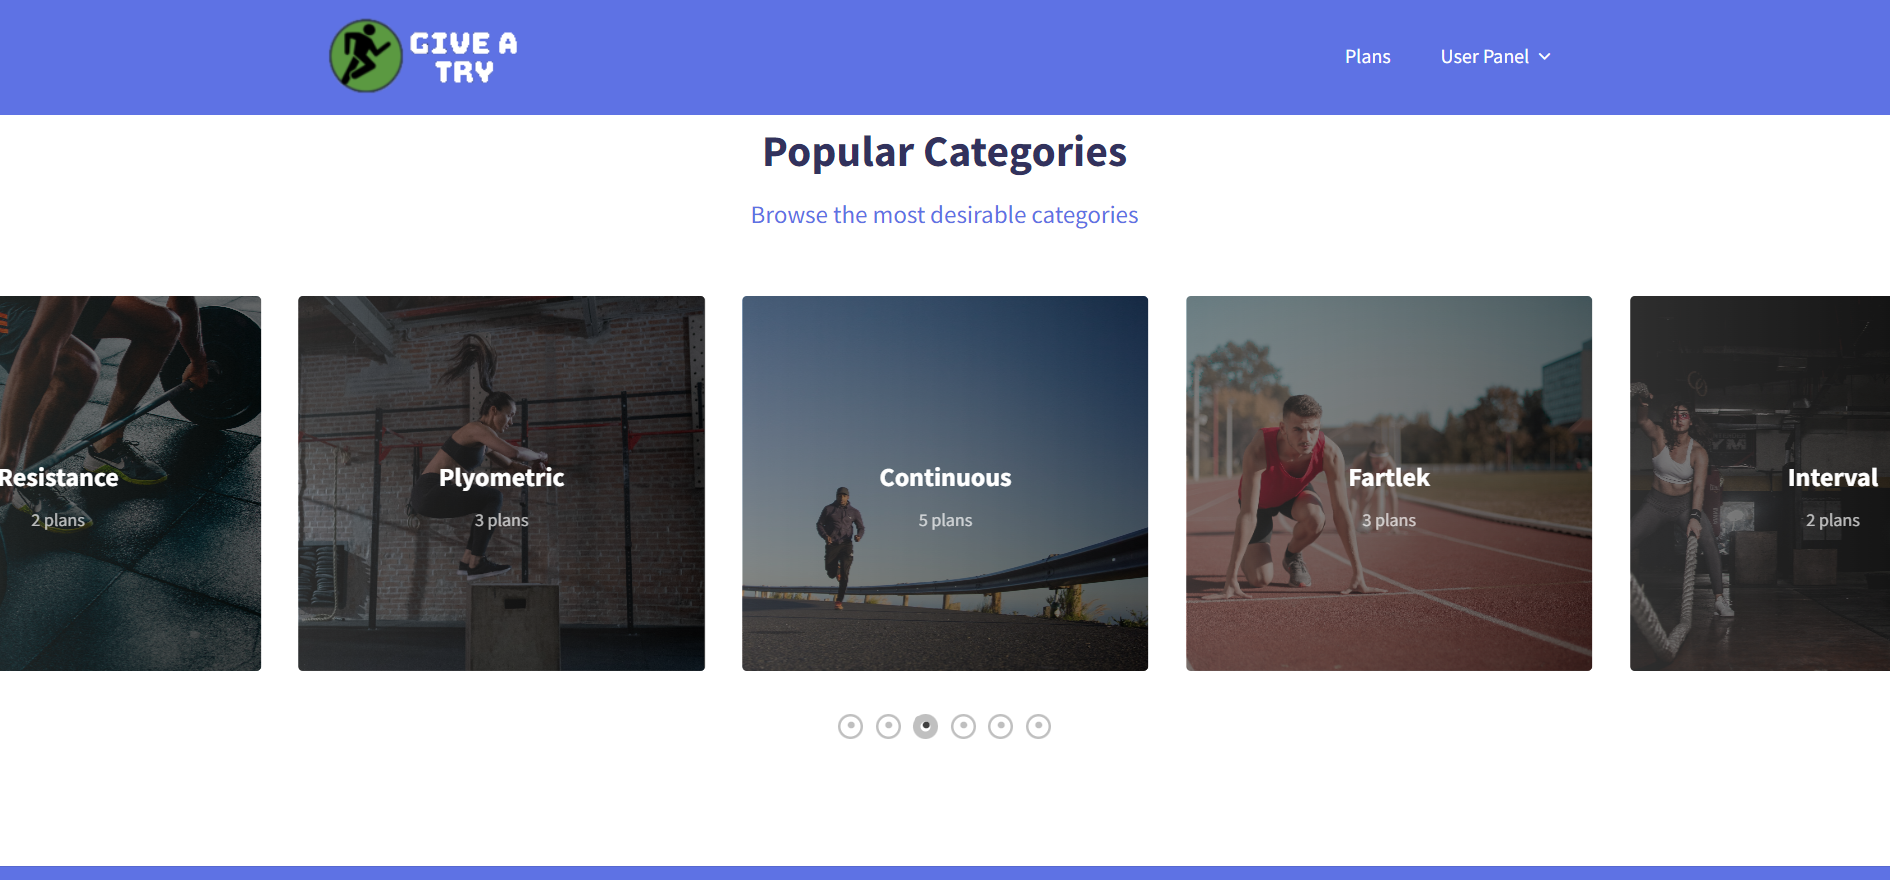 GIVE A
TRY
Plans
User Panel
Popular Categories
Browse the most desirable categories
Resistance
2 plans
Plyometric
3 plans
Continuous
5 plans
Fartlek
3 plans
Interval
2 plans